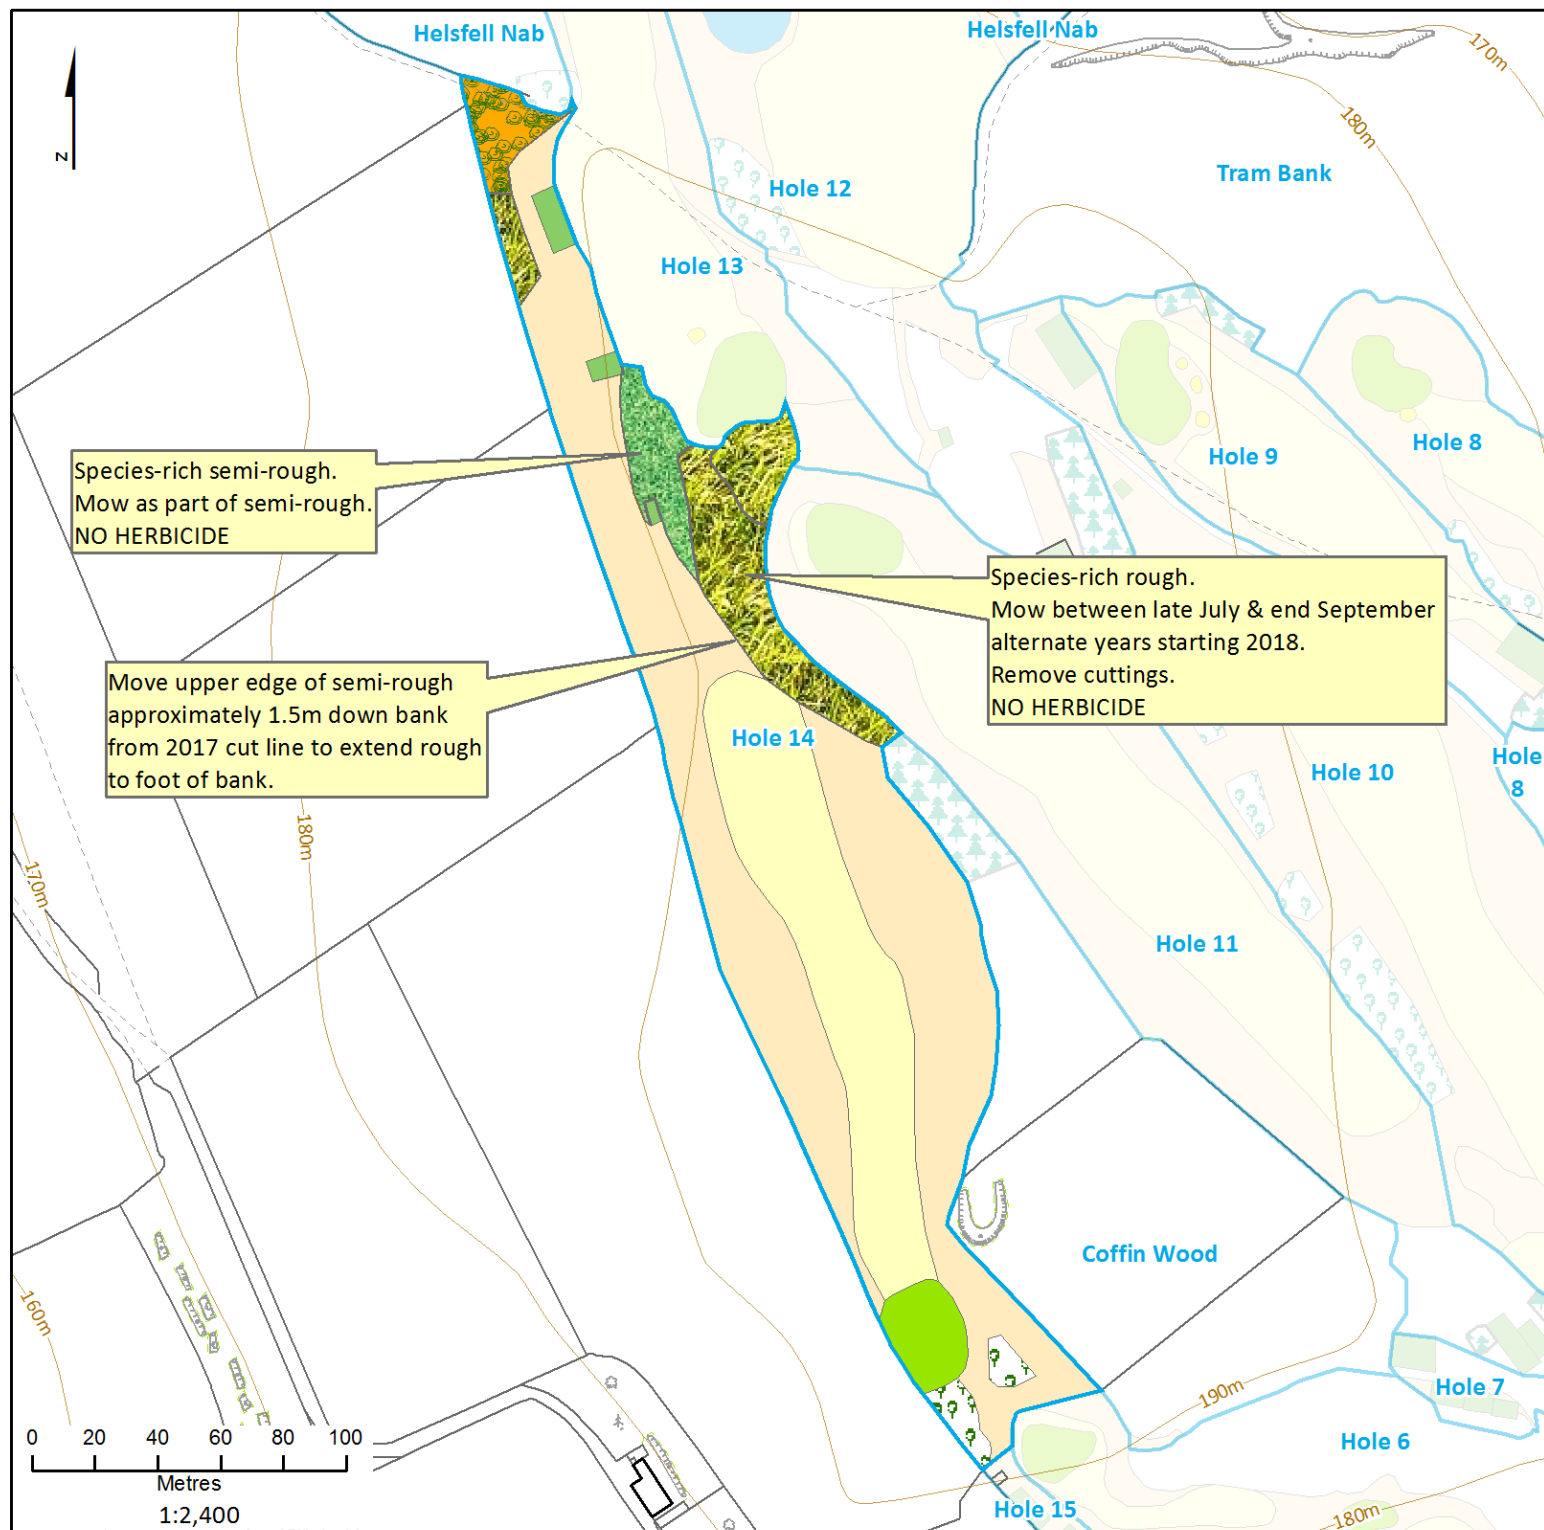 Helsfell Nab
Helsfell Nab
170m
180m
N
Tram Bank
Hole 12
Hole 13
Hole 8
Hole 9
Species-rich semi-rough.
Mow as part of semi-rough.
NO HERBICIDE
Species-rich rough.
Mow between late July & end September
alternate years starting 2018.
Remove cuttings.
NO HERBICIDE
Move upper edge of semi-rough
approximately 1.5m down bank
from 2017 cut line to extend rough
to foot of bank.
Hole 14
Hole 10
Hole
8
180m
170m
Hole 11
Coffin Wood
160m
190m
Hole 7
Hole 6
0 20 40 60 80 100
Metres
1:2,400
Hole 15
180m